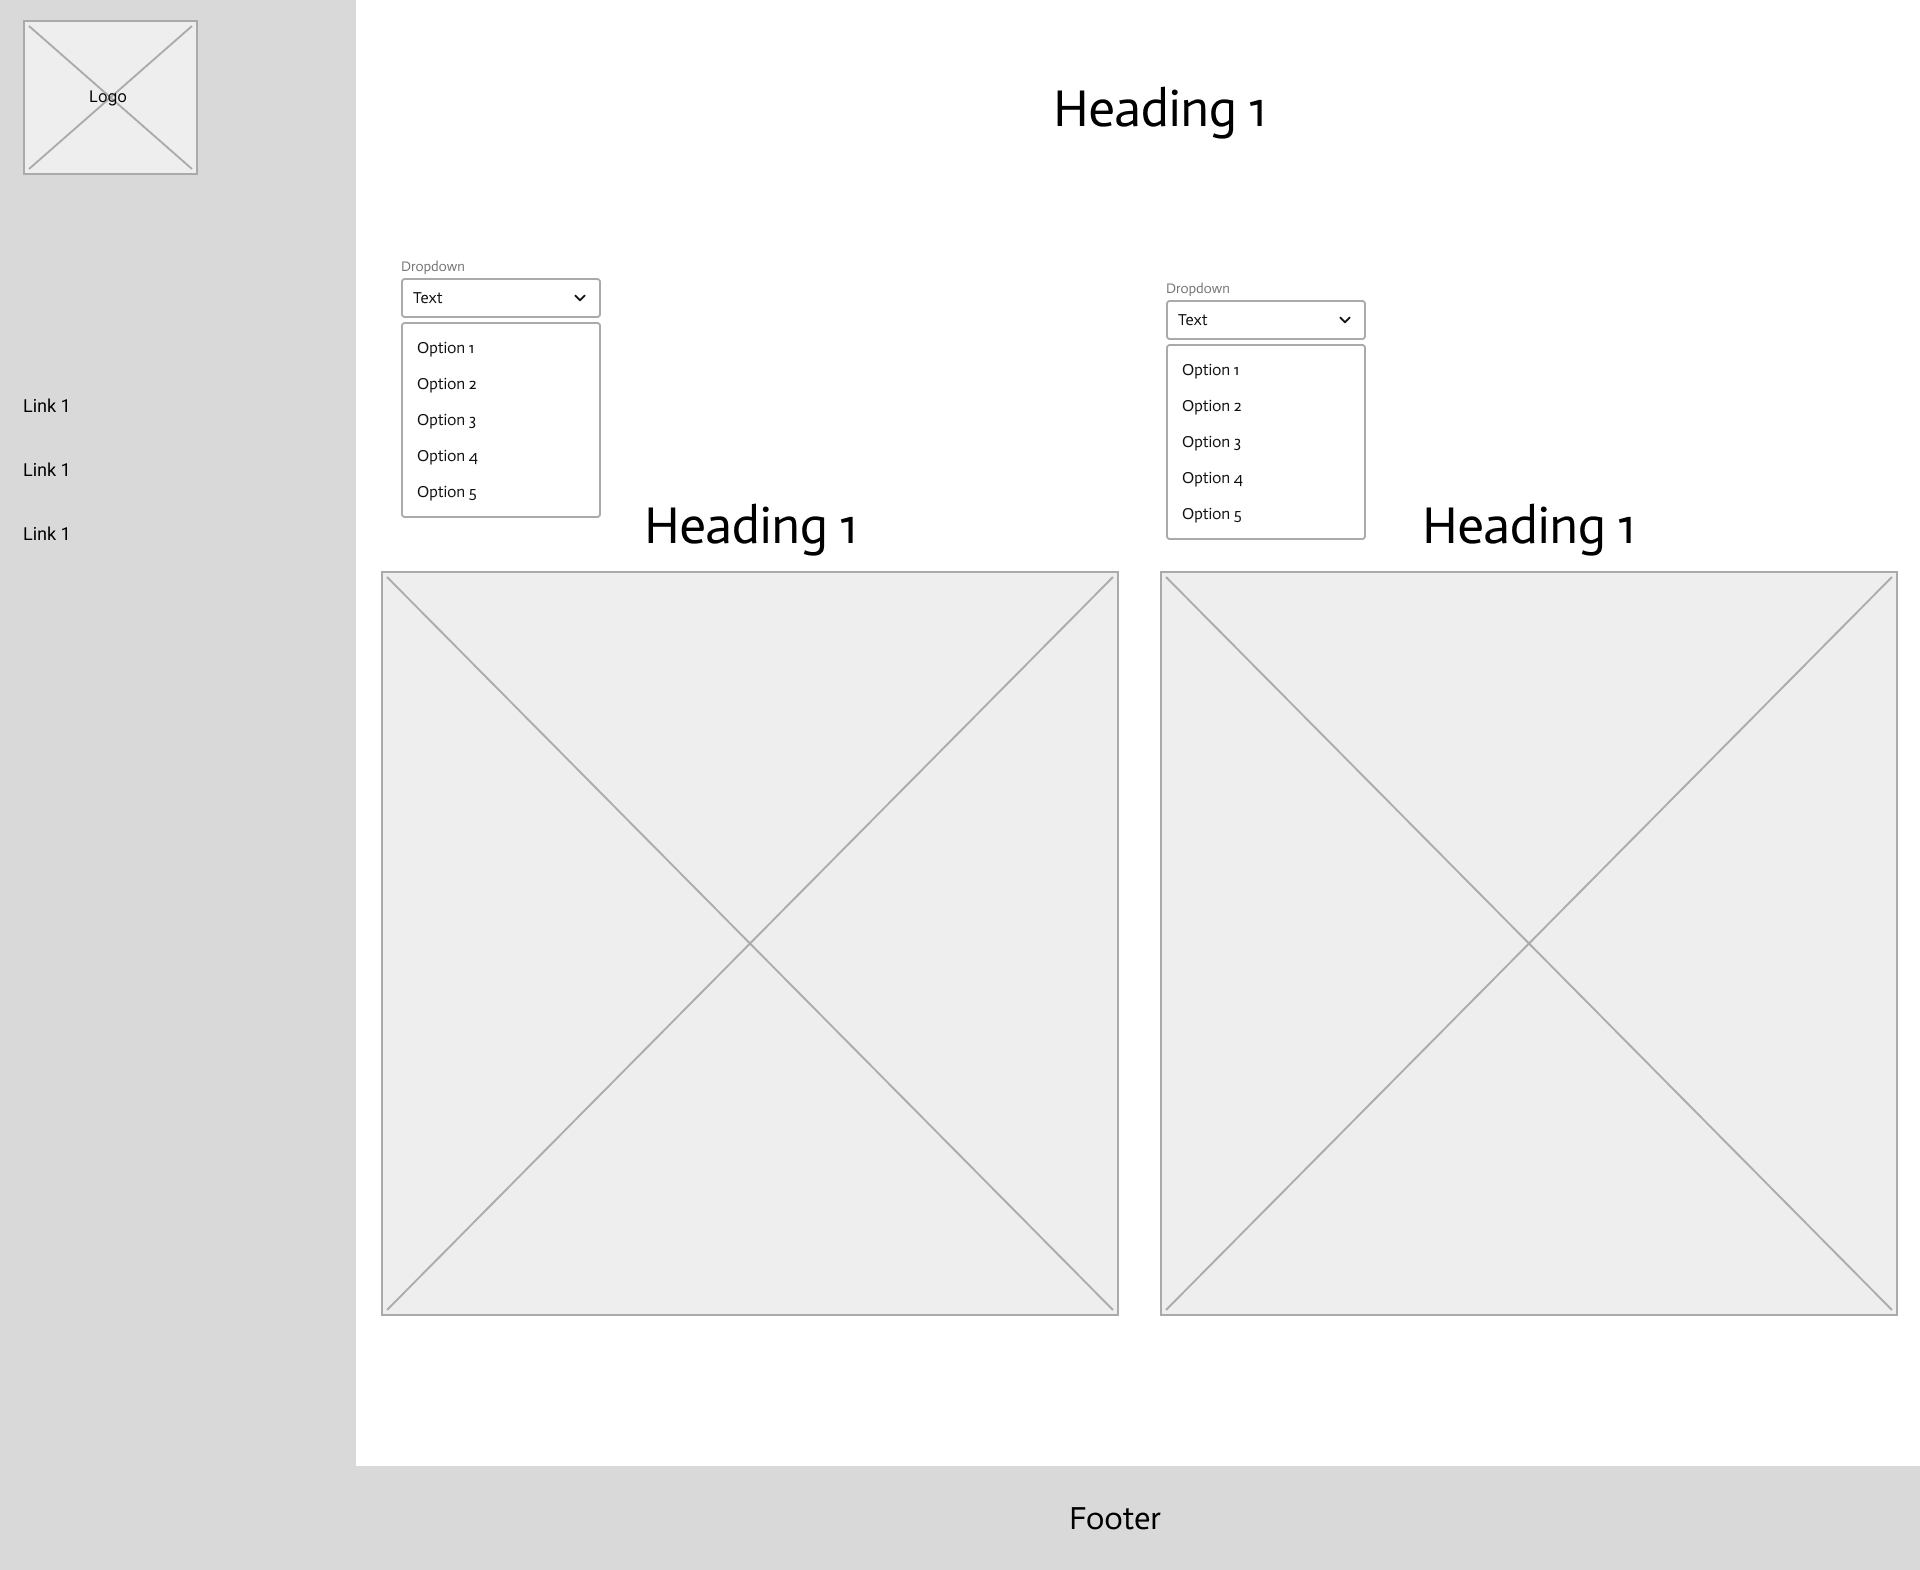 Logo
Link 1
Link 1
Link 1
Heading 1
Dropdown
Text
Option 1
Option 2
Option 3
Option 4
Option 5
Heading 1
Dropdown
Text
Option 1
Option 2
Option 3
Option 4
Option 5
Heading 1
Footer